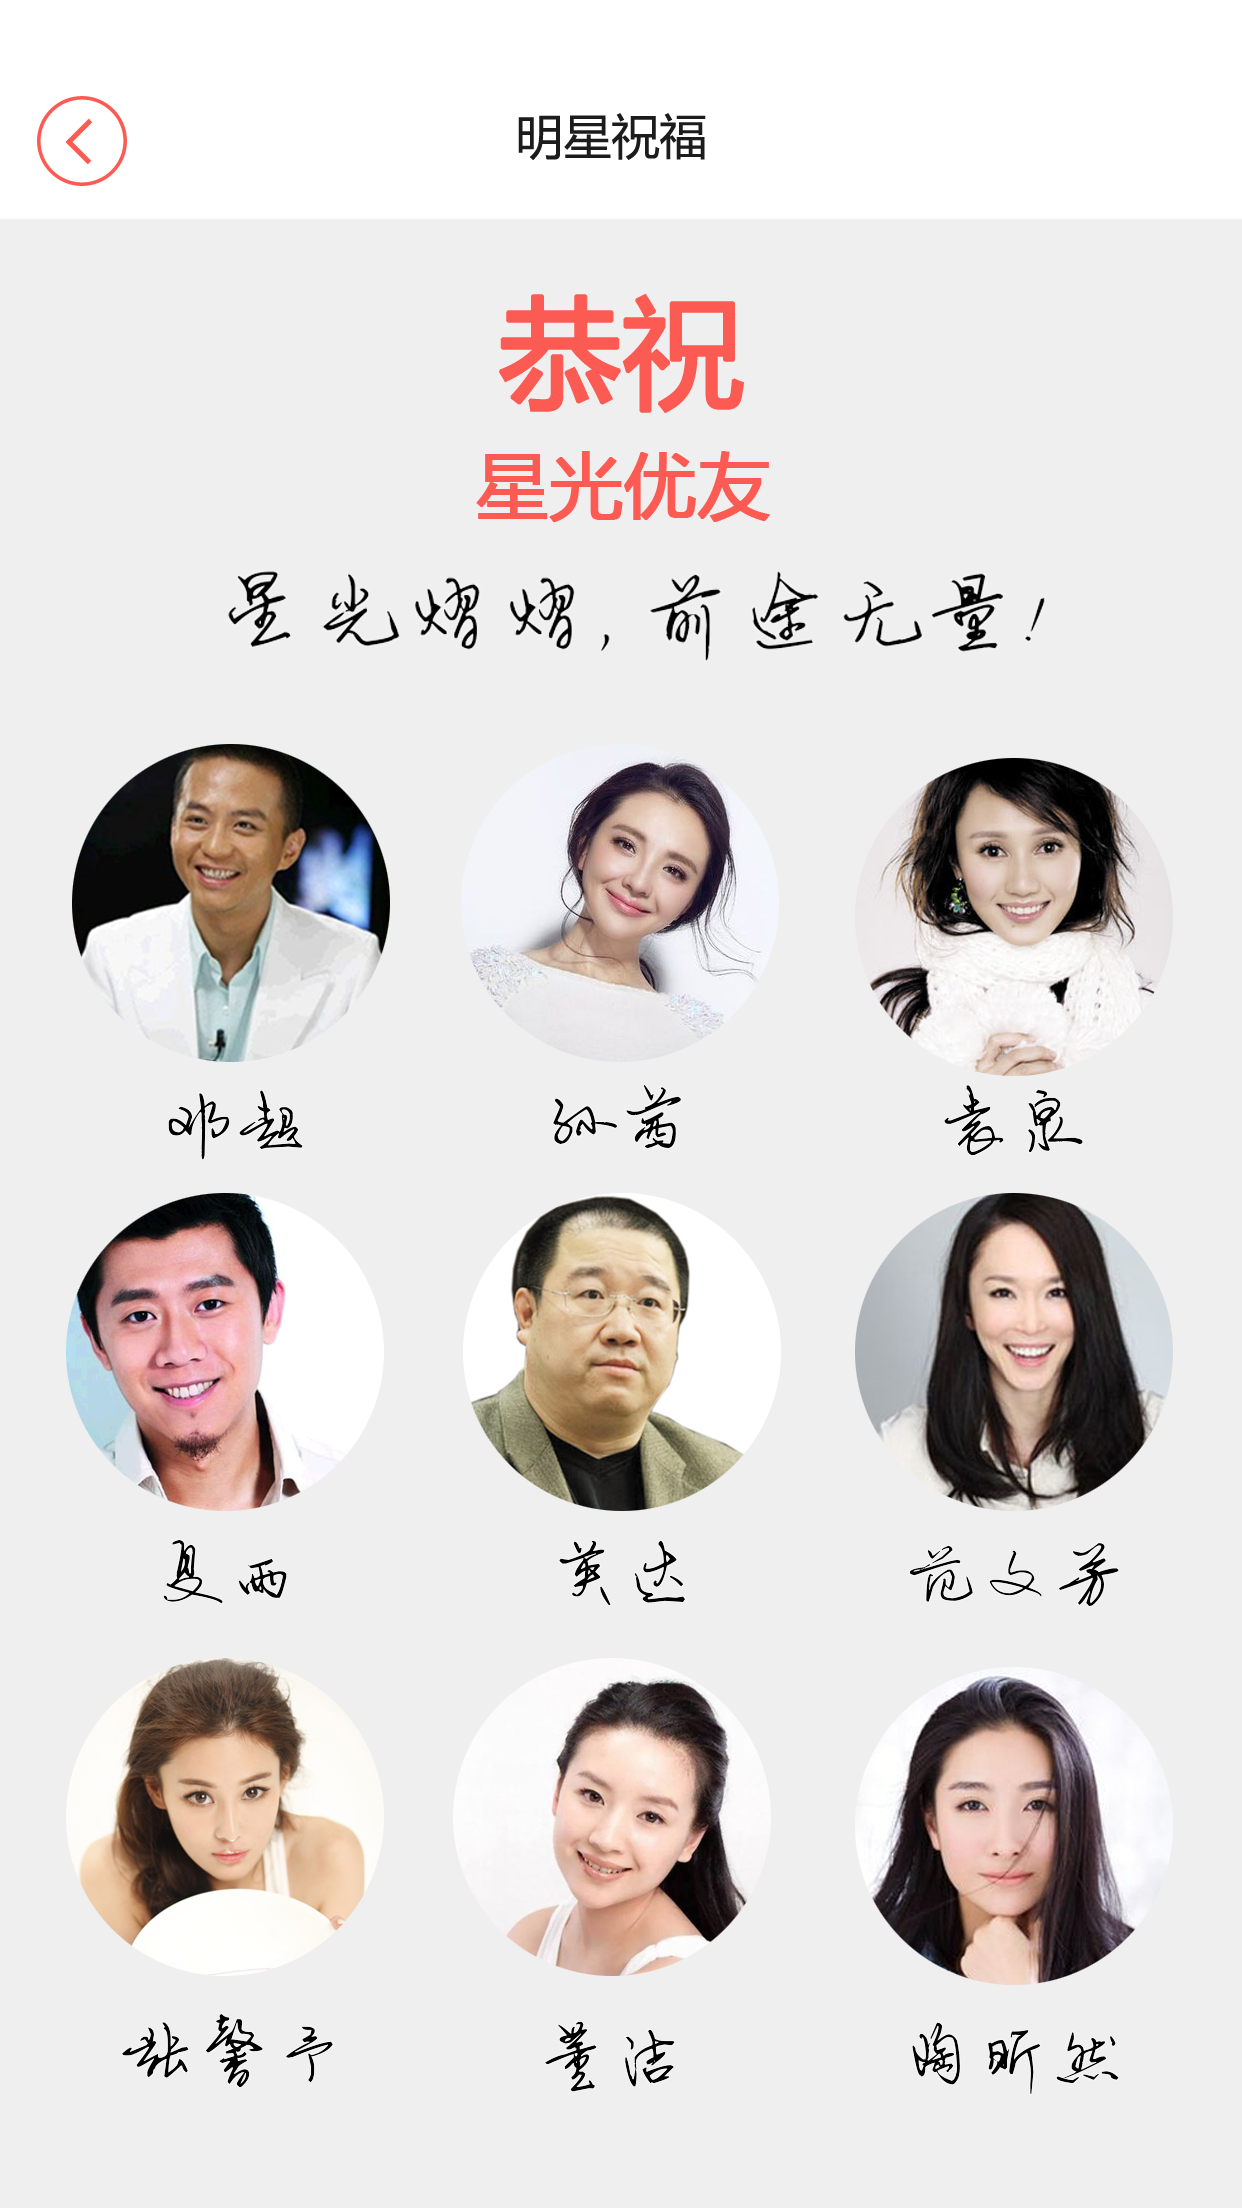 明星祝福
恭祝
星光优友
星光熠熠,前途无量!
邓超 孙茜 袁泉
夏雨 英达 范文芳
张馨予 董洁 陶昕然